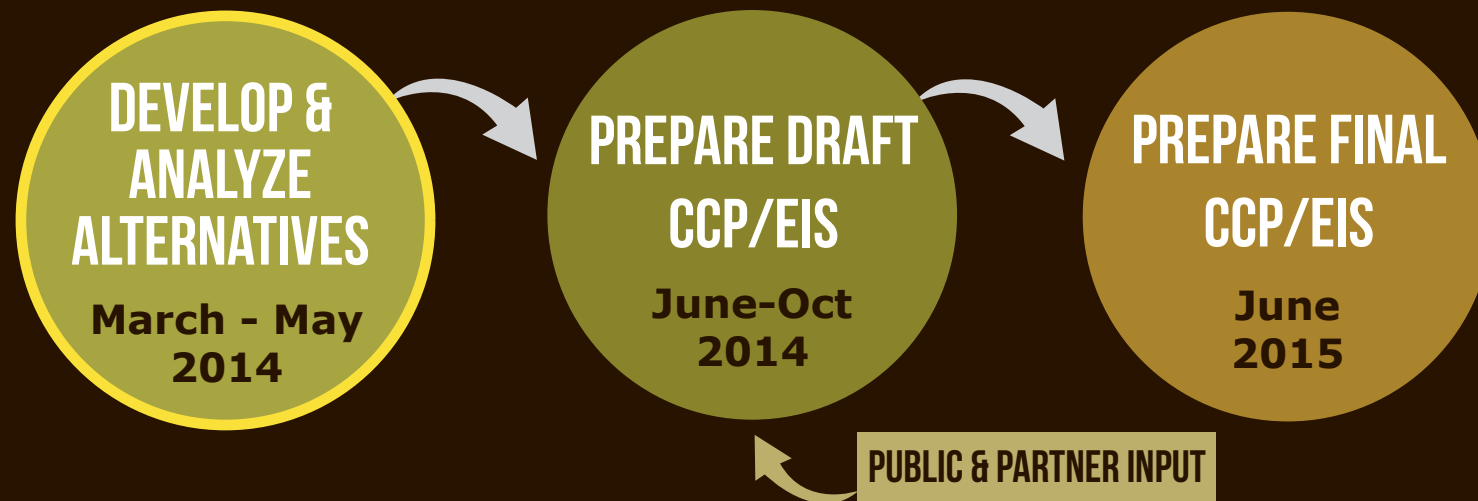 DEVELOP &
ANALYZE
ALTERNATIVES
March - May
2014
PREPARE DRAFT
CCP/EIS
June-Oct
2014
PREPARE FINAL
CCP/EIS
June
2015
PUBLIC & PARTNER INPUT